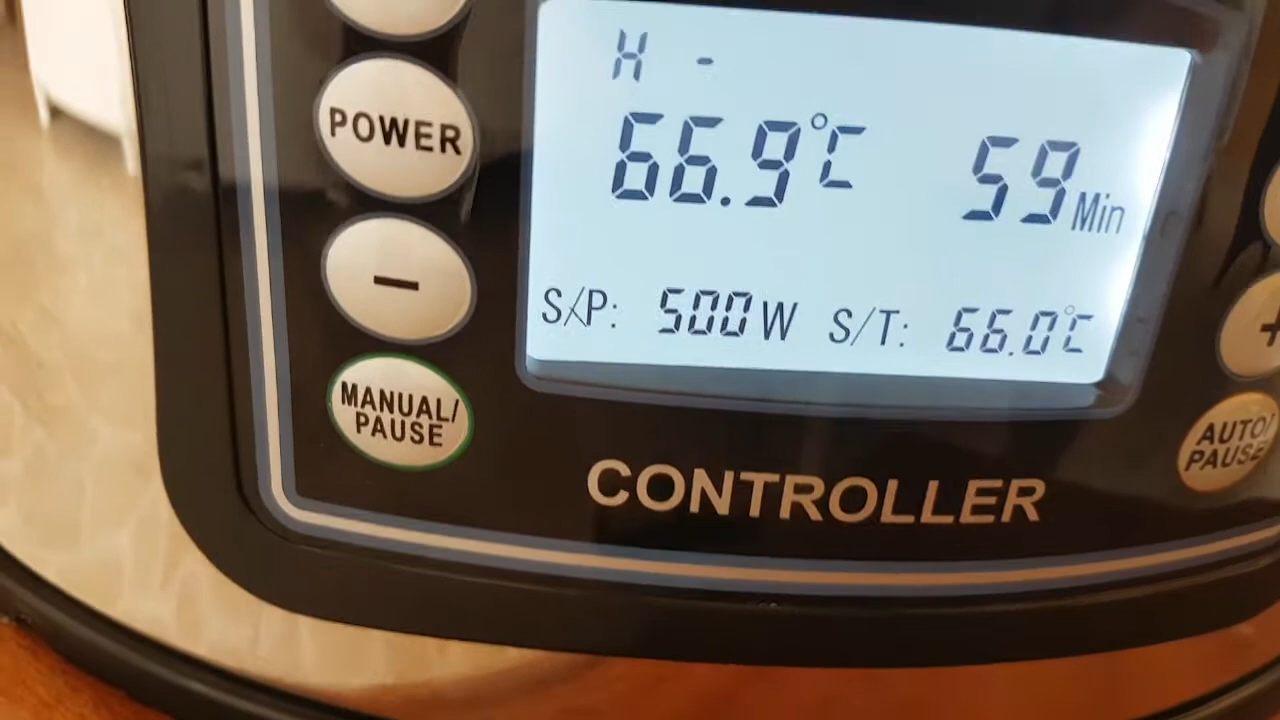 H -
POWER
66.9°C 59 Min
−
S/P: 500W S/T: 66.0°C
+
MANUAL/
PAUSE
AUTO/
PAUSE
CONTROLLER